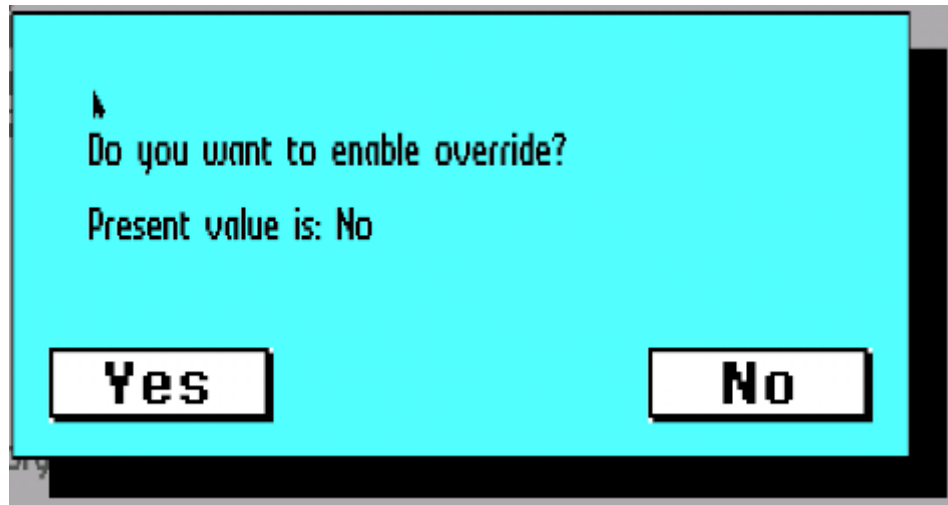 Do you want to enable override?
Present value is: No
Yes
No